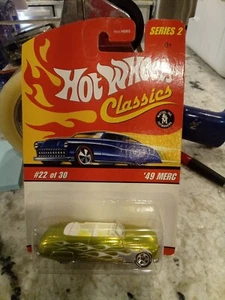 SERIES 2
Hot Wheels
Classics
#22 of 30
'49 MERC